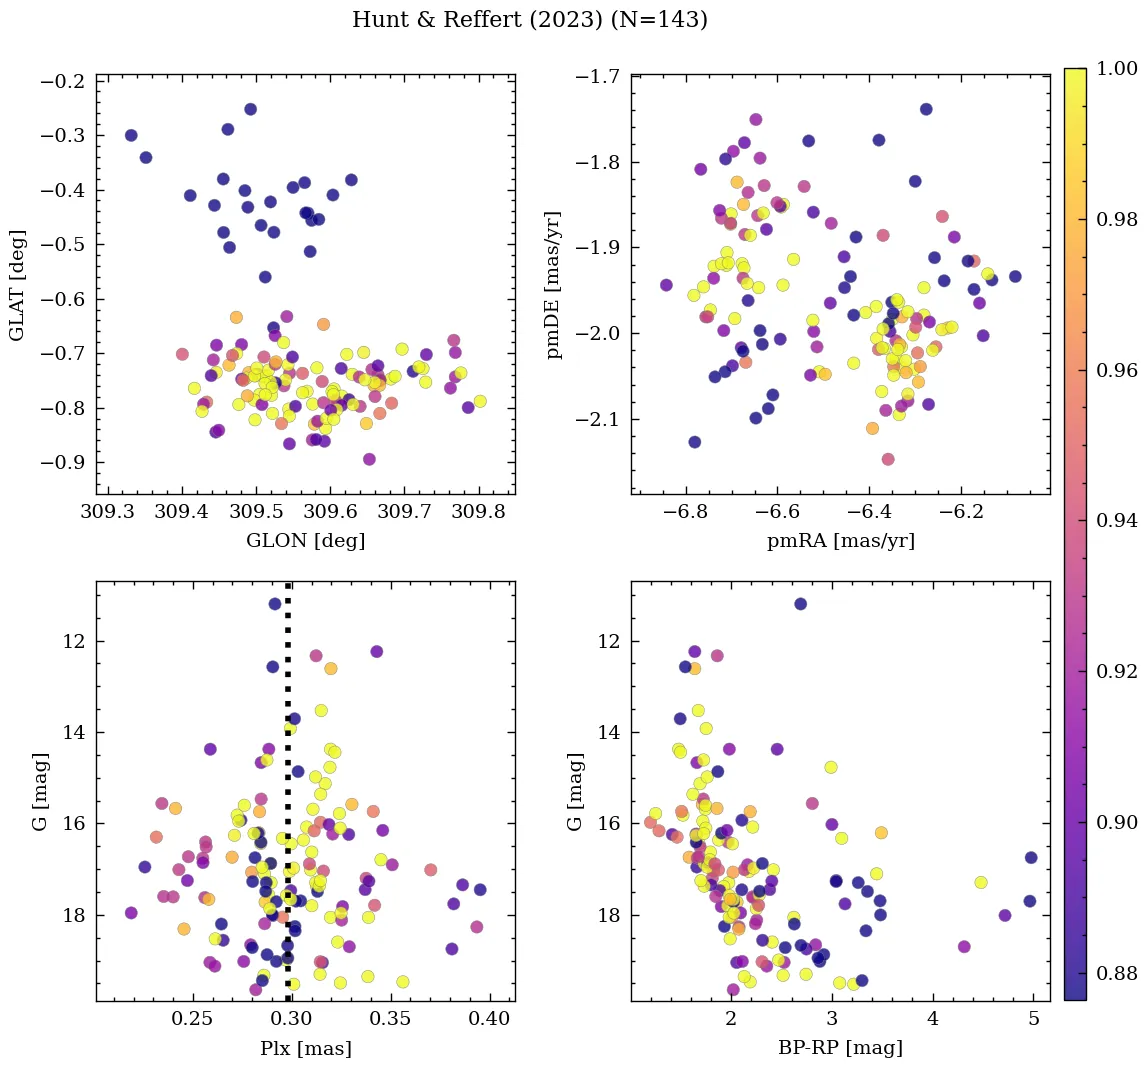 Hunt & Reffert (2023) (N=143)
−0.2
−0.3
−0.4
−0.5
−0.6
−0.7
−0.8
−0.9
GLAT [deg]
309.3 309.4 309.5 309.6 309.7 309.8
GLON [deg]
−1.7
−1.8
−1.9
−2.0
−2.1
pmDE [mas/yr]
−6.8 −6.6 −6.4 −6.2
pmRA [mas/yr]
12
14
16
18
G [mag]
0.25 0.30 0.35 0.40
Plx [mas]
12
14
16
18
G [mag]
2 3 4 5
BP-RP [mag]
1.00
0.98
0.96
0.94
0.92
0.90
0.88